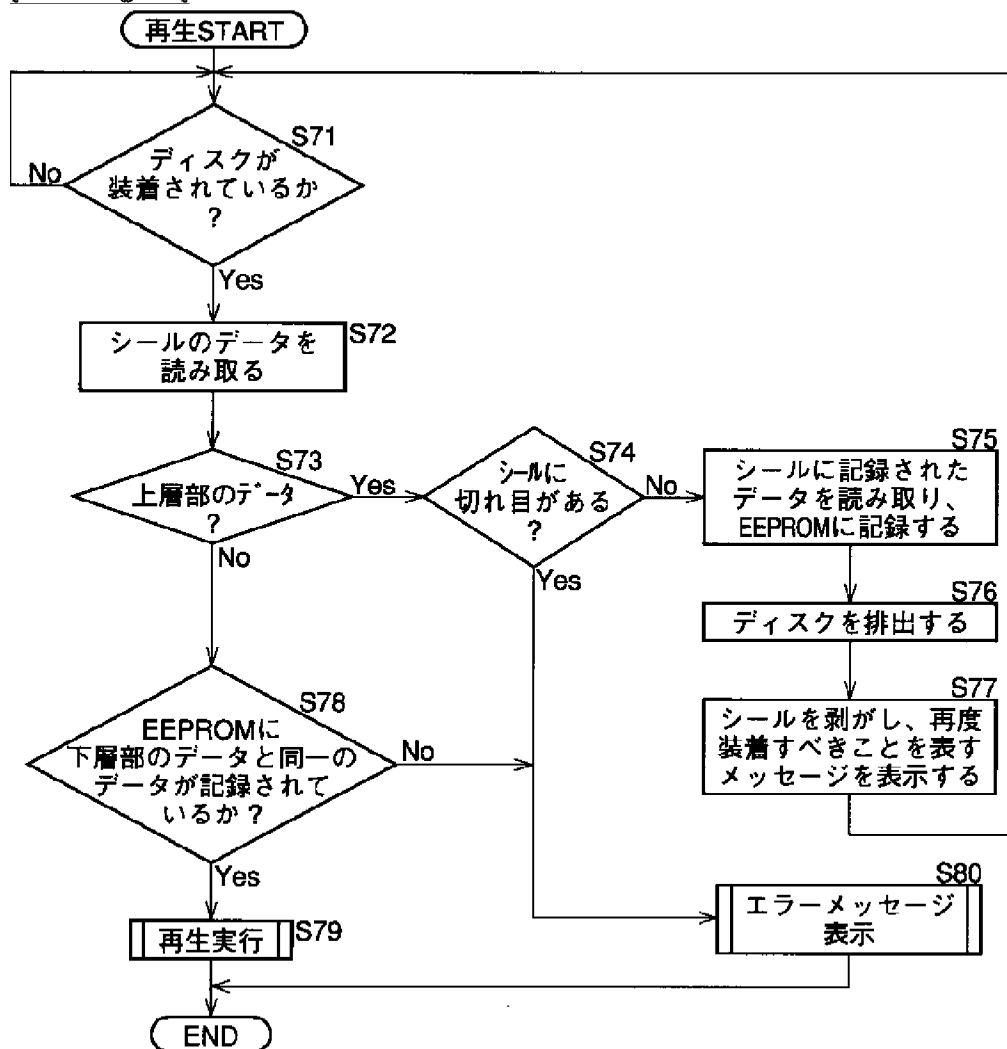 再生START
S71
ディスクが
装着されているか
?
No
Yes
シールのデータを
読み取る
S72
S73
上層部のデータ
?
Yes
No
S74
シールに
切れ目がある
?
No
Yes
S75
シールに記録された
データを読み取り、
EEPROMに記録する
S76
ディスクを排出する
S77
シールを剥がし、再度
装着すべきことを表す
メッセージを表示する
S78
EEPROMに
下層部のデータと同一の
データが記録されて
いるか?
No
Yes
再生実行
S79
S80
エラーメッセージ
表示
END